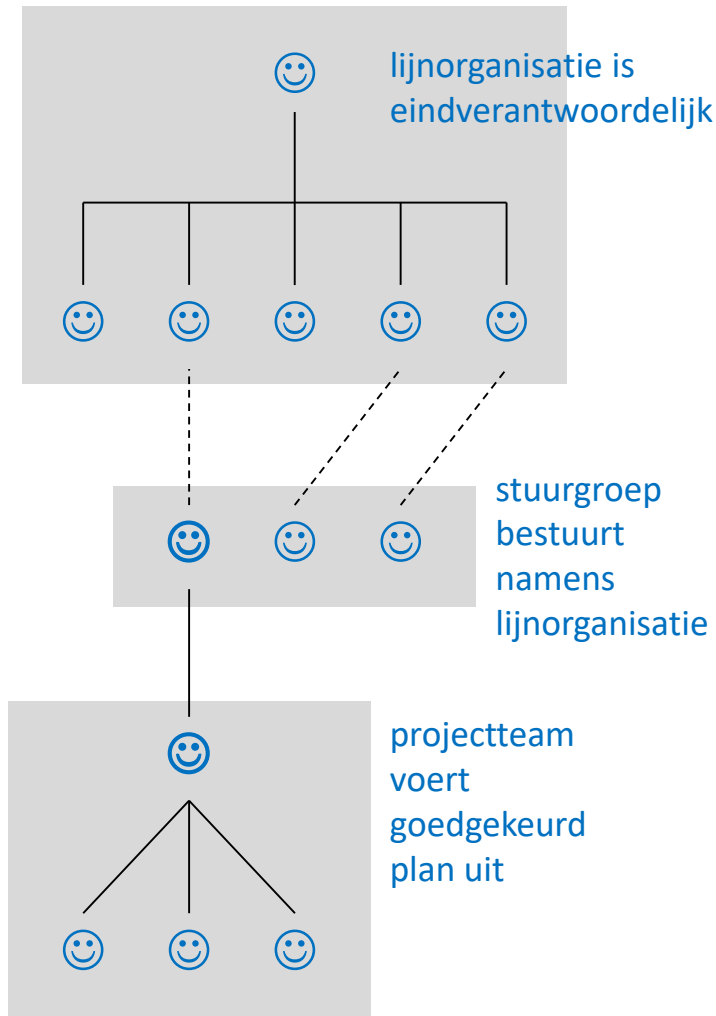 lijnorganisatie is
eindverantwoordelijk
stuurgroep
bestuurt
namens
lijnorganisatie
projectteam
voert
goedgekeurd
plan uit